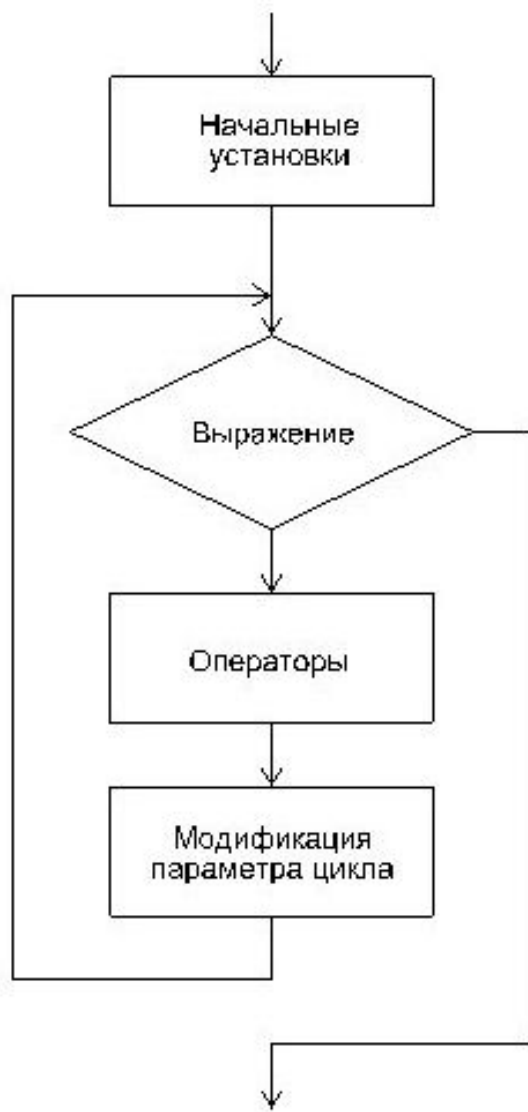 Начальные
установки
Выражение
Операторы
Модификация
параметра цикла